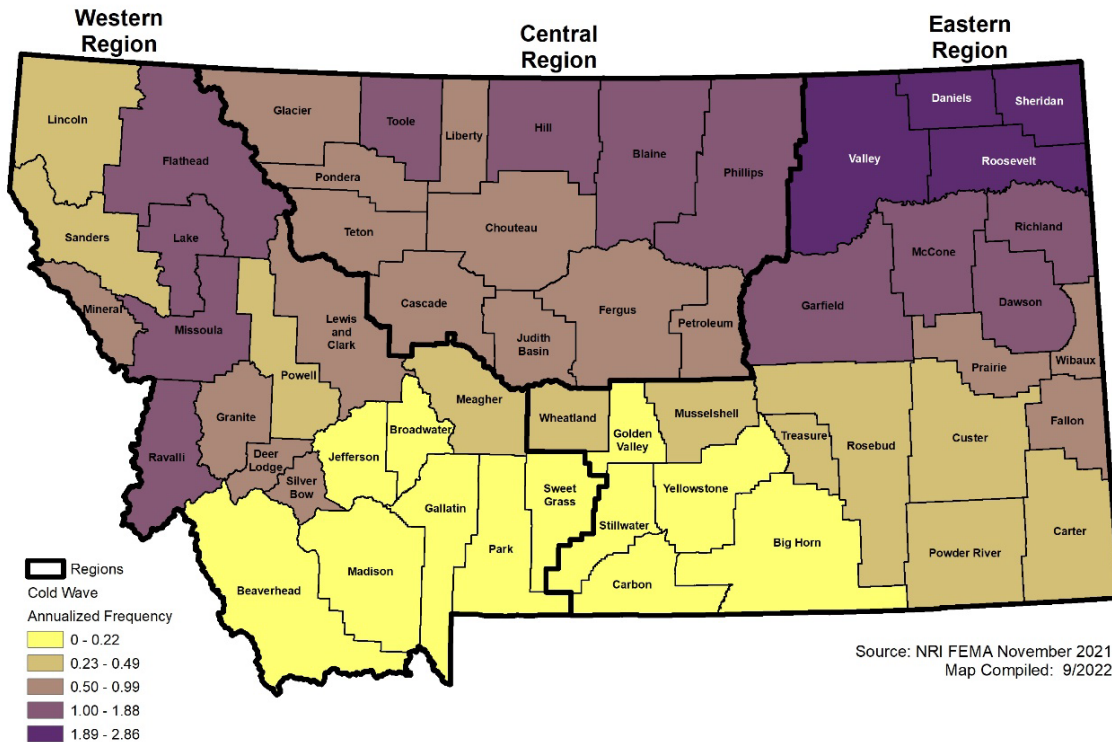 Western
Region
Central
Region
Eastern
Region
Lincoln
Flathead
Glacier
Toole
Liberty
Hill
Blaine
Phillips
Valley
Daniels
Sheridan
Roosevelt
Pondera
Teton
Chouteau
Sanders
Lake
McCone
Richland
Mineral
Missoula
Lewis
and
Clark
Cascade
Judith
Basin
Fergus
Petroleum
Garfield
Dawson
Prairie
Wibaux
Powell
Granite
Meagher
Wheatland
Golden
Valley
Musselshell
Treasure
Rosebud
Custer
Fallon
Ravalli
Deer
Lodge
Silver
Bow
Jefferson
Broadwater
Gallatin
Park
Sweet
Grass
Stillwater
Yellowstone
Big Horn
Carbon
Powder River
Carter
Beaverhead
Madison
Regions
Cold Wave
Annualized Frequency
0 - 0.22
0.23 - 0.49
0.50 - 0.99
1.00 - 1.88
1.89 - 2.86
Source: NRI FEMA November 2021
Map Compiled: 9/2022